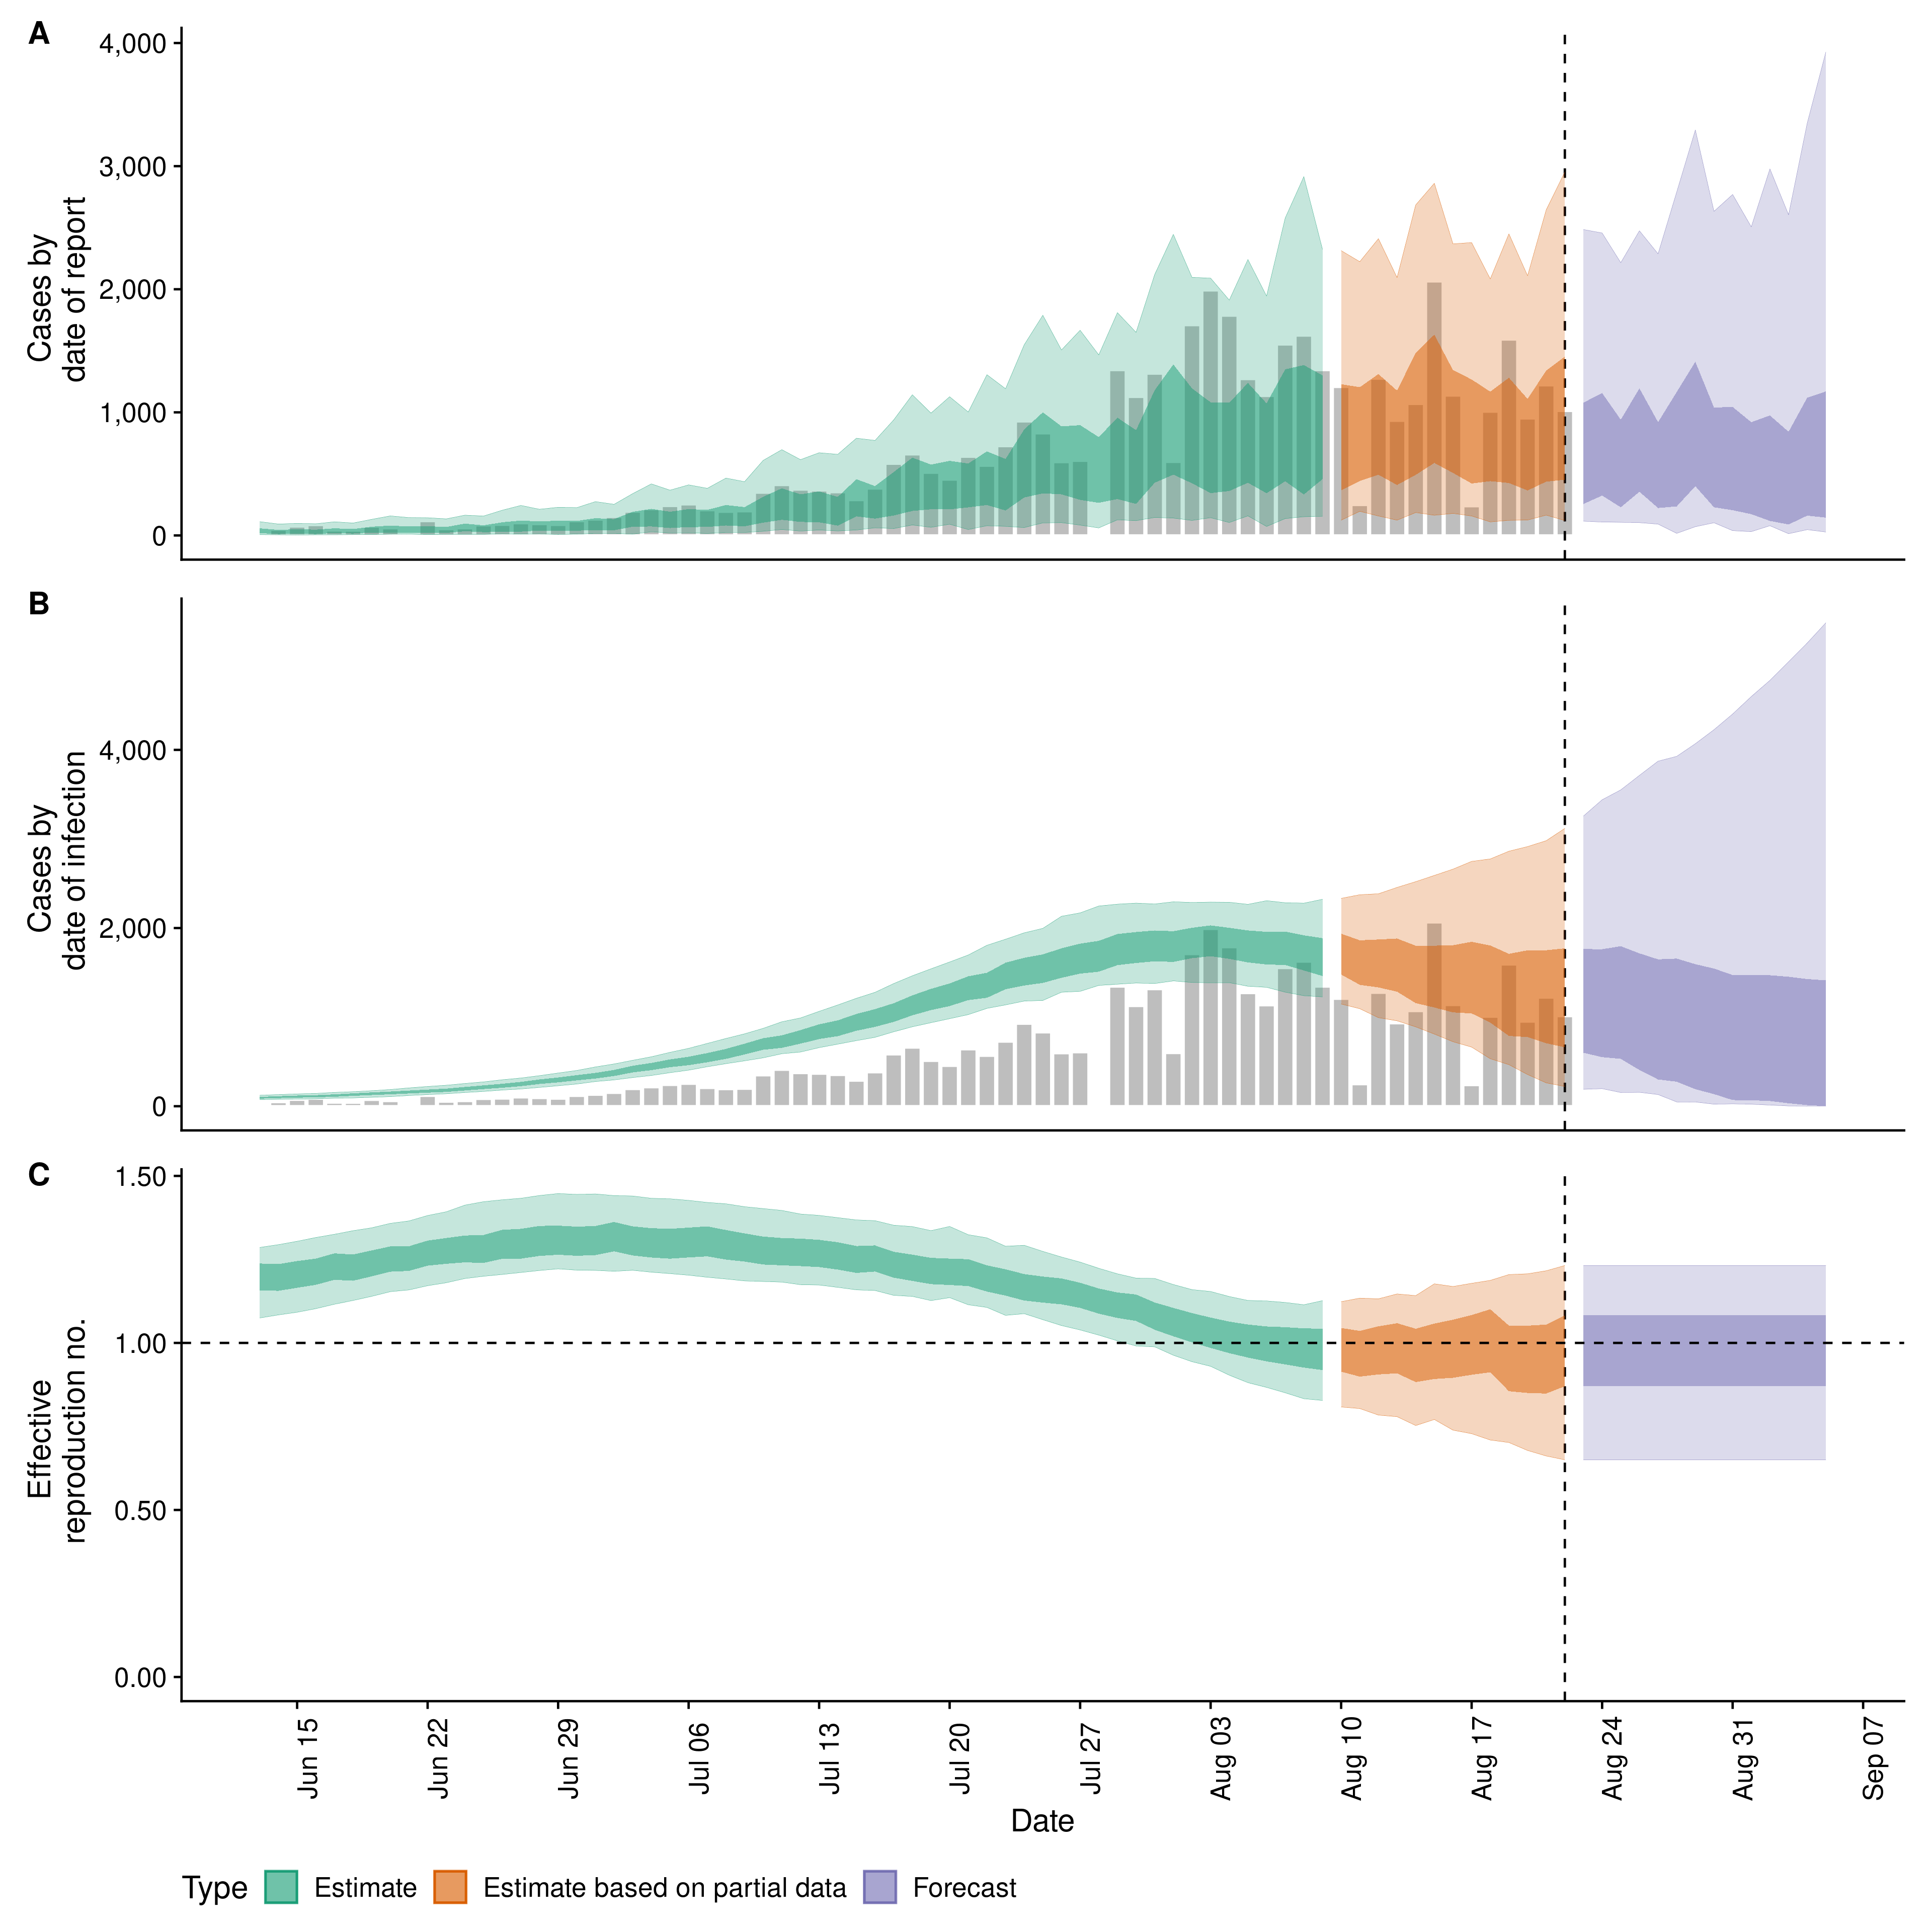 A
Cases by
date of report
4,000
3,000
2,000
1,000
0
B
Cases by
date of infection
4,000
2,000
0
C
Effective
reproduction no.
1.50
1.00
0.50
0.00
Jun 15
Jun 22
Jun 29
Jul 06
Jul 13
Jul 20
Jul 27
Aug 03
Aug 10
Aug 17
Aug 24
Aug 31
Sep 07
Date
Type Estimate Estimate based on partial data Forecast